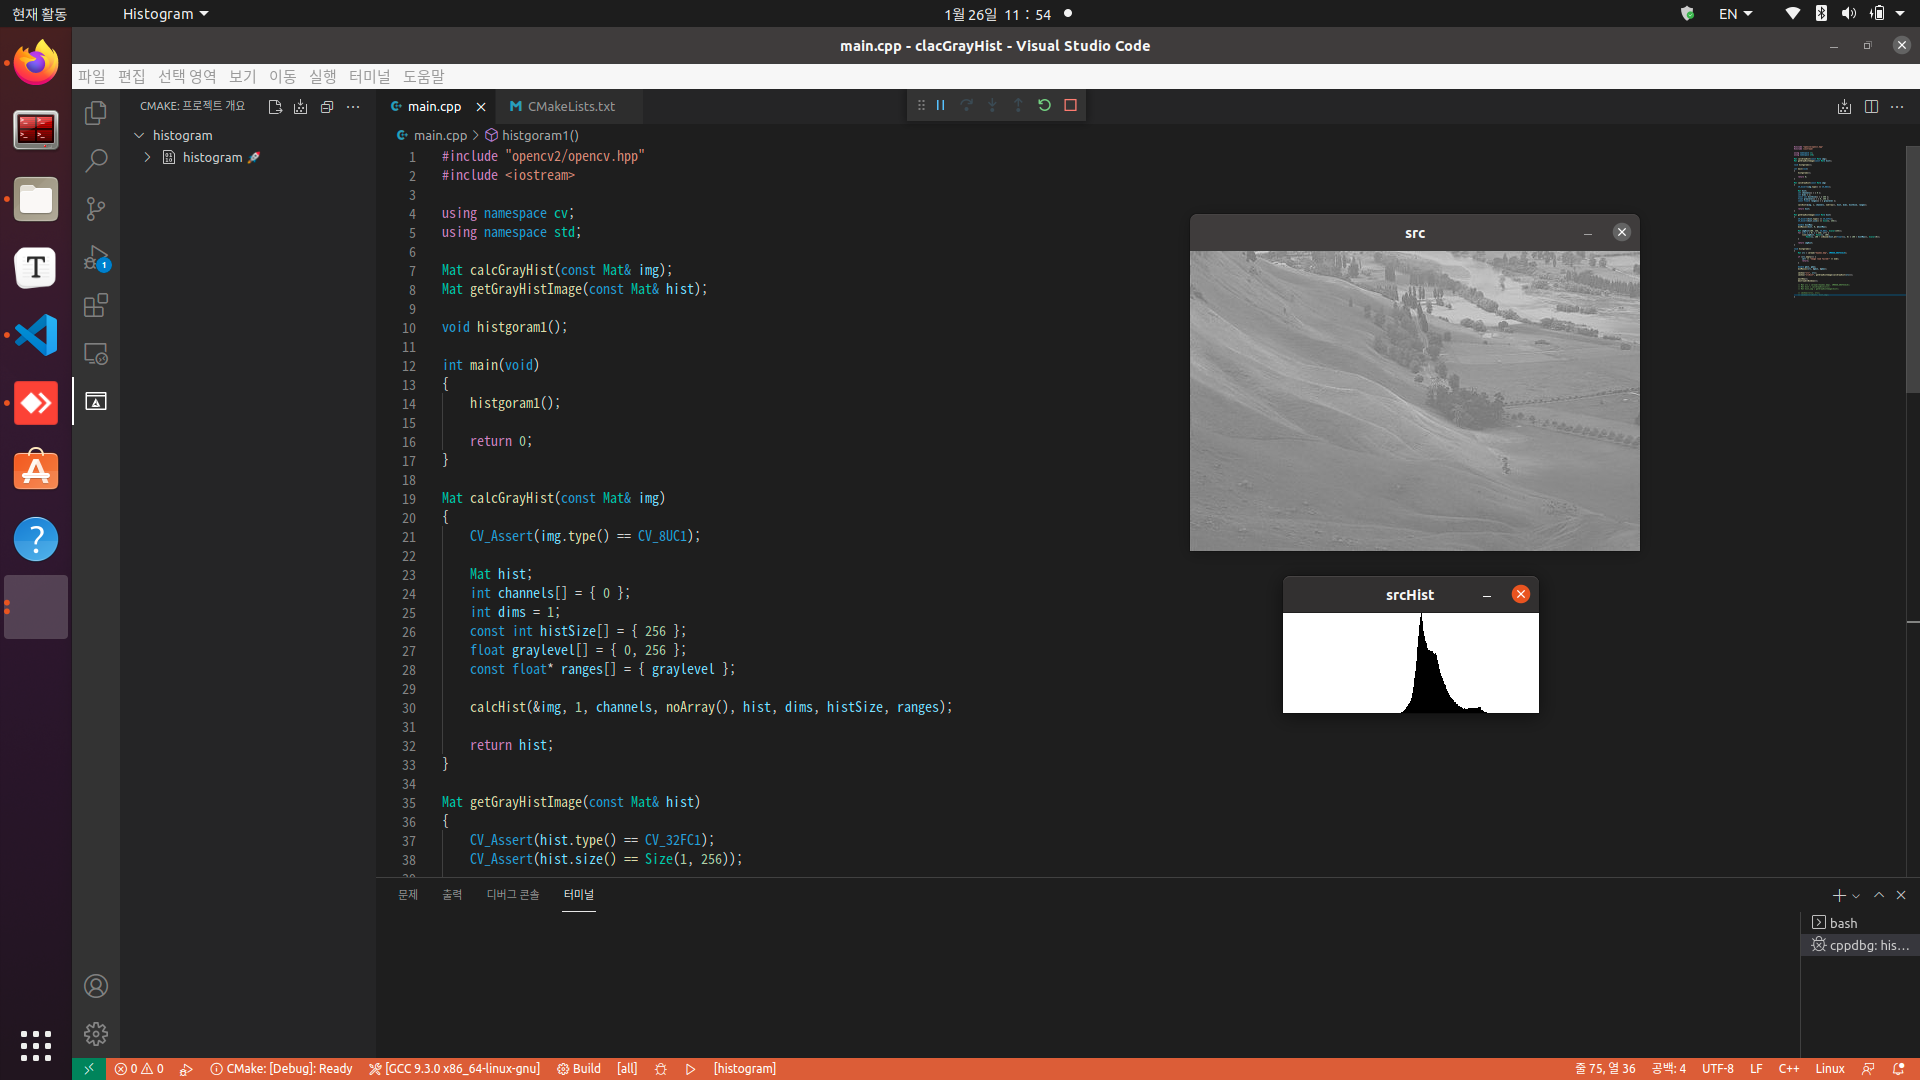 현재 활동
Histogram
1월 26일 11 : 54
EN
main.cpp - clacGrayHist - Visual Studio Code
파일 편집 선택 영역 보기 이동 실행 터미널 도움말
CMAKE: 프로젝트 개요
main.cpp
CMakeLists.txt
main.cpp > histgoram1()
histogram
histogram 🚀
1
1 #include "opencv2/opencv.hpp"
2 #include <iostream>
3
4 using namespace cv;
5 using namespace std;
6
7 Mat calcGrayHist(const Mat& img);
8 Mat getGrayHistImage(const Mat& hist);
9
10 void histgoram1();
11
12 int main(void)
13 {
14 histgoram1();
15
16 return 0;
17 }
18
19 Mat calcGrayHist(const Mat& img)
20 {
21 CV_Assert(img.type() == CV_8UC1);
22
23 Mat hist;
24 int channels[] = { 0 };
25 int dims = 1;
26 const int histSize[] = { 256 };
27 float graylevel[] = { 0, 256 };
28 const float* ranges[] = { graylevel };
29
30 calcHist(&img, 1, channels, noArray(), hist, dims, histSize, ranges);
31
32 return hist;
33 }
34
35 Mat getGrayHistImage(const Mat& hist)
36 {
37 CV_Assert(hist.type() == CV_32FC1);
38 CV_Assert(hist.size() == Size(1, 256));
src
srcHist
문제 출력 디버그 콘솔 터미널
bash
cppdbg: his...
0 0 CMake: [Debug]: Ready [GCC 9.3.0 x86_64-linux-gnu] Build [all] [histogram]
줄 75, 열 36 공백: 4 UTF-8 LF C++ Linux